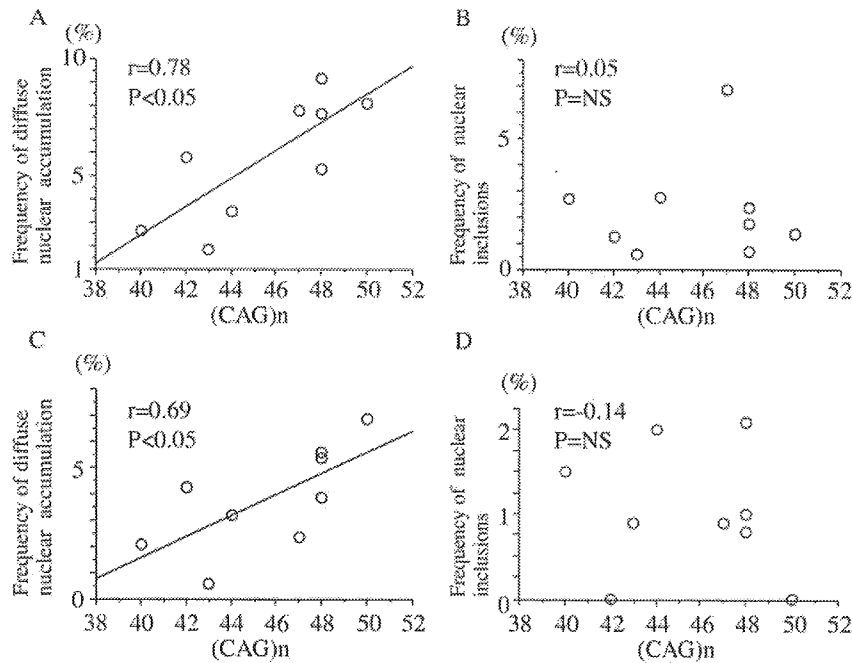 A
(%)
Frequency of diffuse
nuclear accumulation
r=0.78
P<0.05
10
5
1
38 40 42 44 46 48 50 52
(CAG)n
B
(%)
Frequency of nuclear
inclusions
r=0.05
P=NS
5
0
38 40 42 44 46 48 50 52
(CAG)n
C
(%)
Frequency of diffuse
nuclear accumulation
r=0.69
P<0.05
5
0
38 40 42 44 46 48 50 52
(CAG)n
D
(%)
Frequency of nuclear
inclusions
r=-0.14
P=NS
2
1
0
38 40 42 44 46 48 50 52
(CAG)n